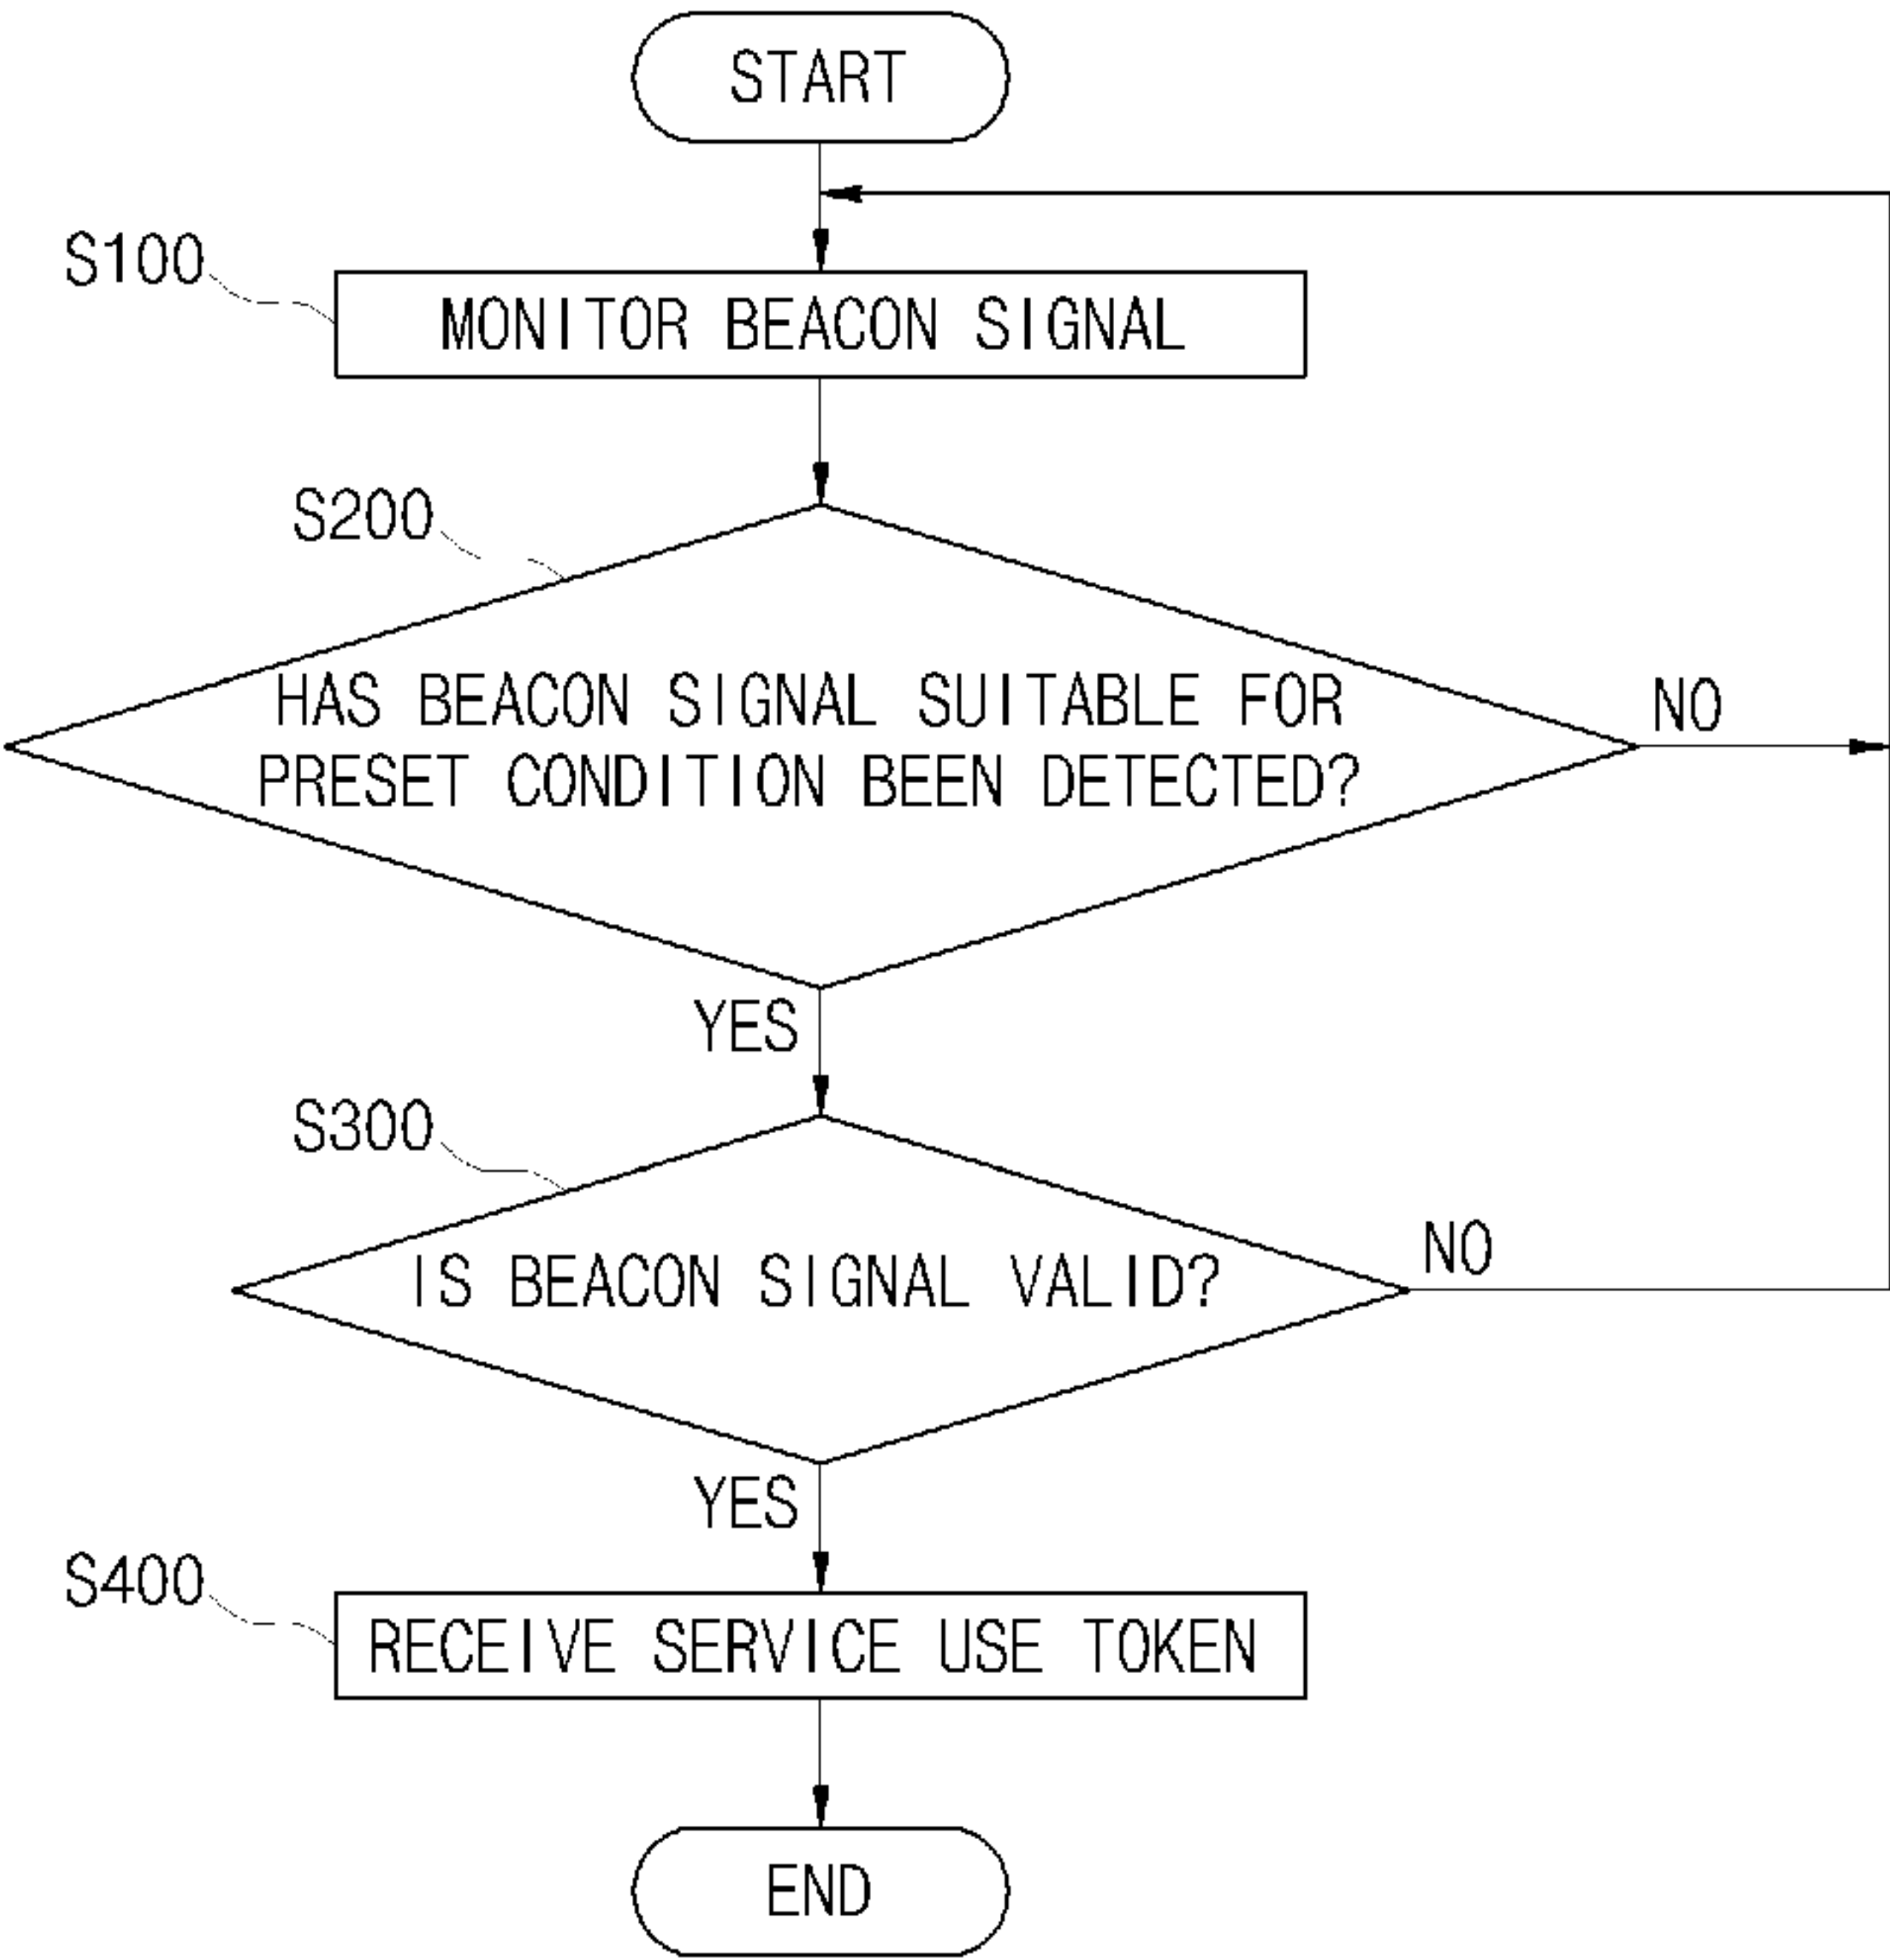 START
S100
MONITOR BEACON SIGNAL
S200
HAS BEACON SIGNAL SUITABLE FOR
PRESET CONDITION BEEN DETECTED?
NO
YES
S300
IS BEACON SIGNAL VALID?
NO
YES
S400
RECEIVE SERVICE USE TOKEN
END